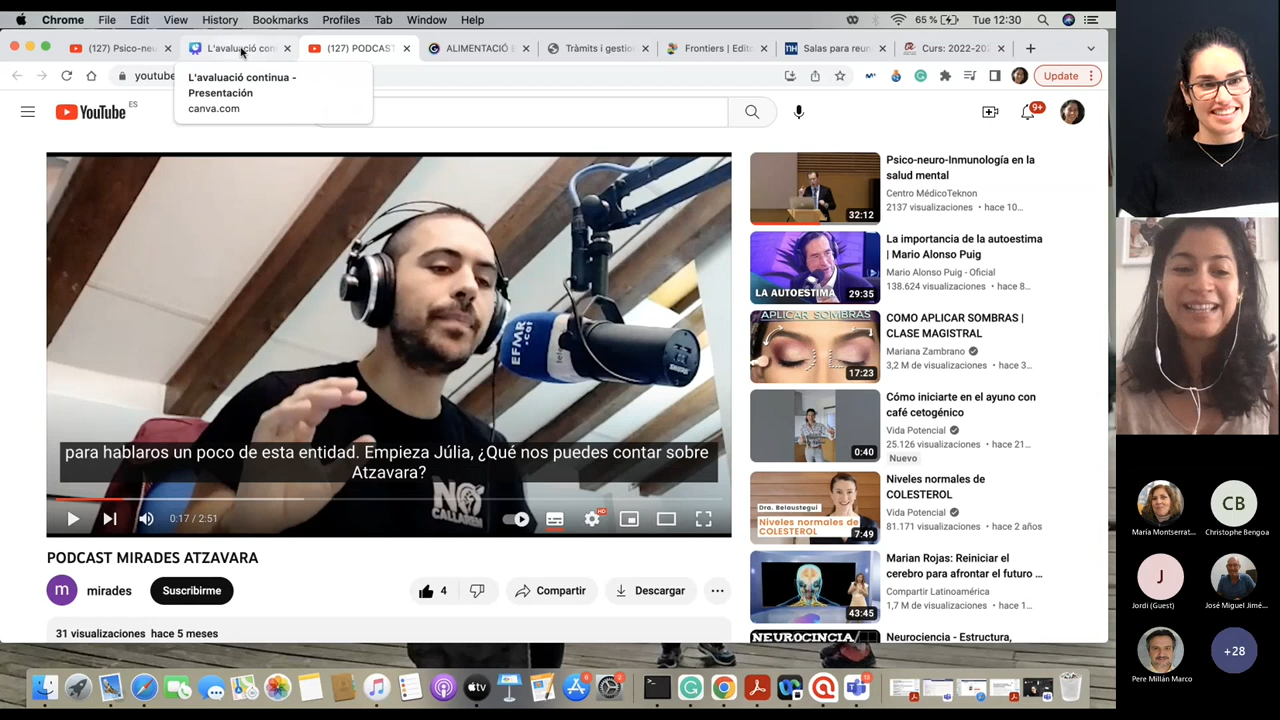 Chrome File Edit View History Bookmarks Profiles Tab Window Help 65 % Tue 12:30
(127) Psico-neu
L'avaluació con
(127) PODCAST
ALIMENTACIÓ E
Tràmits i gestio
Frontiers | Edito
Salas para reun
Curs: 2022-202
youtube
Update
L'avaluació continua -
Presentación
canva.com
YouTube ES
9+
EFMR
.cat
para hablaros un poco de esta entidad. Empieza Júlia, ¿Qué nos puedes contar sobre
Atzavara?
0:17 / 2:51
HD
PODCAST MIRADES ATZAVARA
m mirades Suscribirme 4 Compartir Descargar
31 visualizaciones hace 5 meses
32:12
Psico-neuro-Inmunología en la
salud mental
Centro MédicoTeknon
2137 visualizaciones • hace 10...
LA AUTOESTIMA 29:35
La importancia de la autoestima
| Mario Alonso Puig
Mario Alonso Puig - Oficial
138.624 visualizaciones • hace 8...
APLICAR SOMBRAS
17:23
COMO APLICAR SOMBRAS |
CLASE MAGISTRAL
Mariana Zambrano
3,2 M de visualizaciones • hace 3...
0:40
Cómo iniciarte en el ayuno con
café cetogénico
Vida Potencial
25.126 visualizaciones • hace 21...
Nuevo
Dra. Belaustegui
Niveles normales de
COLESTEROL 7:49
Niveles normales de
COLESTEROL
Vida Potencial
81.171 visualizaciones • hace 2 años
43:45
Marian Rojas: Reiniciar el
cerebro para afrontar el futuro ...
Compartir Latinoamérica
1,7 M de visualizaciones • hace 1...
NEUROCINCIA/
Neurociencia - Estructura,
María Montserrat...
CB
Christophe Bengoa
J
Jordi (Guest)
José Miguel Jimé...
Pere Millán Marco
+28